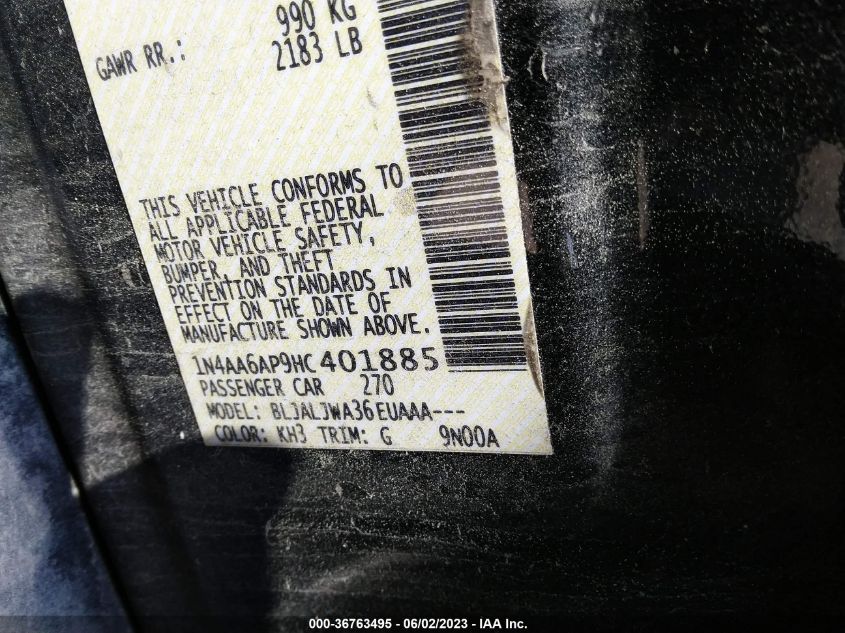 990 KG
GAWR RR.: 2183 LB
THIS VEHICLE CONFORMS TO
ALL APPLICABLE FEDERAL
MOTOR VEHICLE SAFETY,
BUMPER, AND THEFT
PREVENTION STANDARDS IN
EFFECT ON THE DATE OF
MANUFACTURE SHOWN ABOVE.
1N4AA6AP9HC401885
PASSENGER CAR 270
MODEL: BLJALJWA36EUAAA---
COLOR: KH3 TRIM: G 9N00A
000-36763495 - 06/02/2023 - IAA Inc.